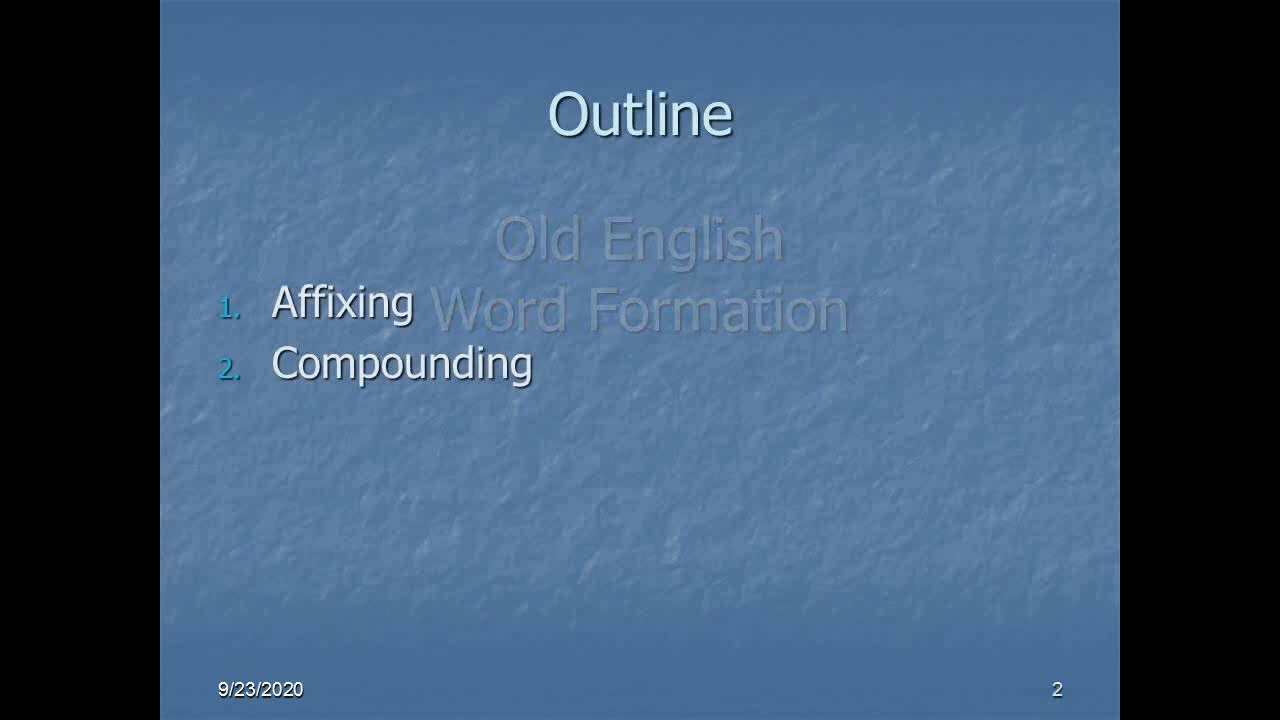 Outline
Old English
Word Formation
1. Affixing
2. Compounding
9/23/2020
2